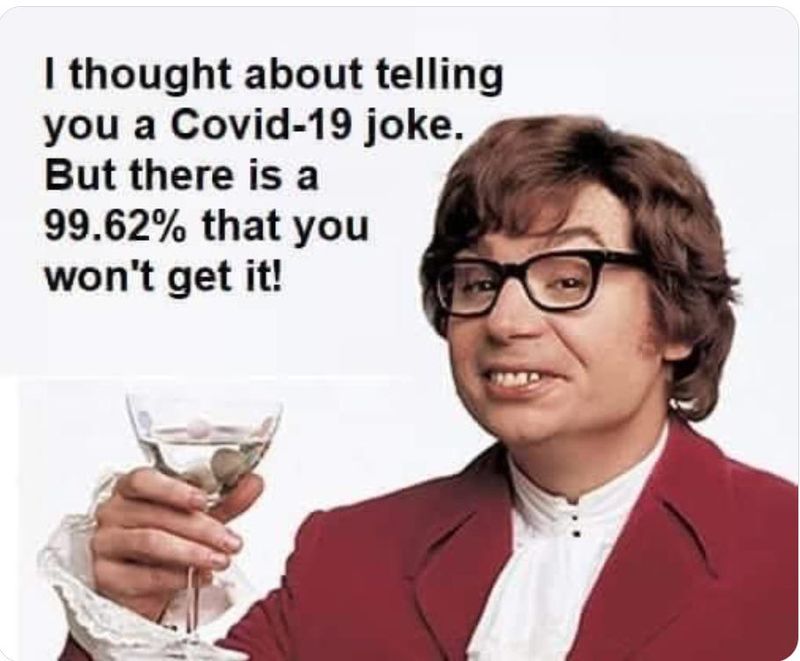 I thought about telling
you a Covid-19 joke.
But there is a
99.62% that you
won't get it!